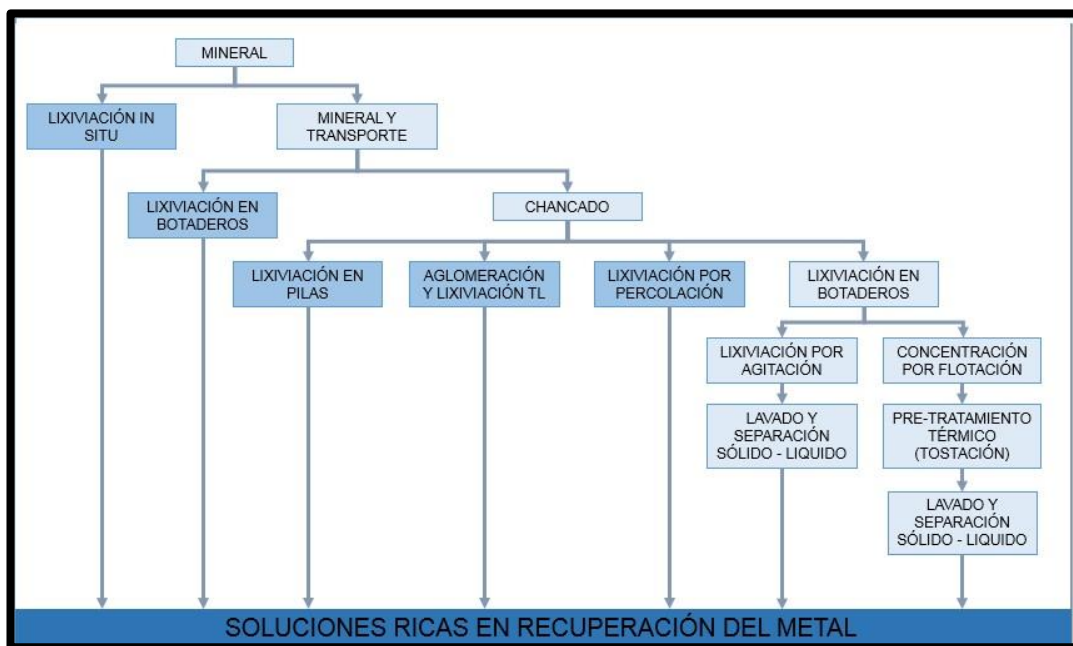 MINERAL
LIXIVIACIÓN IN
SITU
MINERAL Y
TRANSPORTE
LIXIVIACIÓN EN
BOTADEROS
CHANCADO
LIXIVIACIÓN EN
PILAS
AGLOMERACIÓN
Y LIXIVIACIÓN TL
LIXIVIACIÓN POR
PERCOLACIÓN
LIXIVIACIÓN EN
BOTADEROS
LIXIVIACIÓN POR
AGITACIÓN
CONCENTRACIÓN
POR FLOTACIÓN
LAVADO Y
SEPARACIÓN
SÓLIDO - LIQUIDO
PRE-TRATAMIENTO
TÉRMICO
(TOSTACIÓN)
LAVADO Y
SEPARACIÓN
SÓLIDO - LIQUIDO
SOLUCIONES RICAS EN RECUPERACIÓN DEL METAL